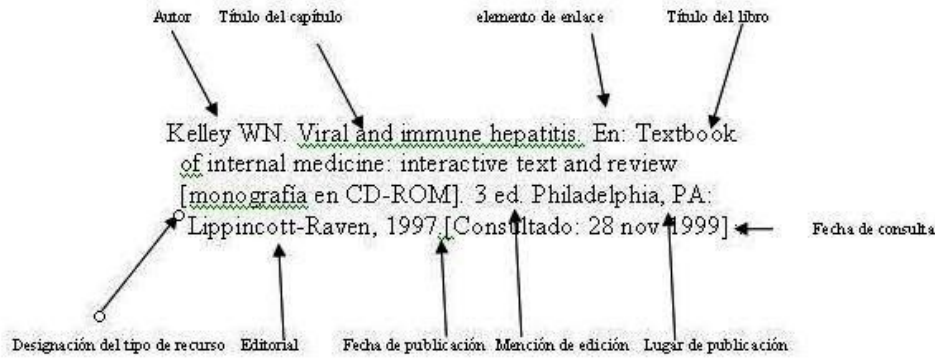 Autor Título del capítulo elemento de enlace Título del libro
Kelley WN. Viral and immune hepatitis. En: Textbook
of internal medicine: interactive text and review
[monografía en CD-ROM]. 3 ed. Philadelphia, PA:
Lippincott-Raven, 1997.[Consultado: 28 nov 1999]
Fecha de consulta
Designación del tipo de recurso Editorial Fecha de publicación Mención de edición Lugar de publicación